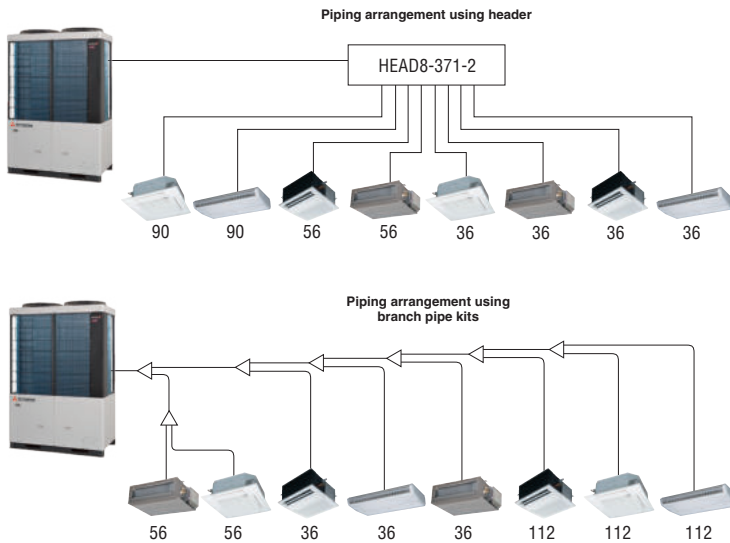 Piping arrangement using header
HEAD8-371-2
90 90 56 56 36 36 36 36
Piping arrangement using
branch pipe kits
56 56 36 36 36 112 112 112